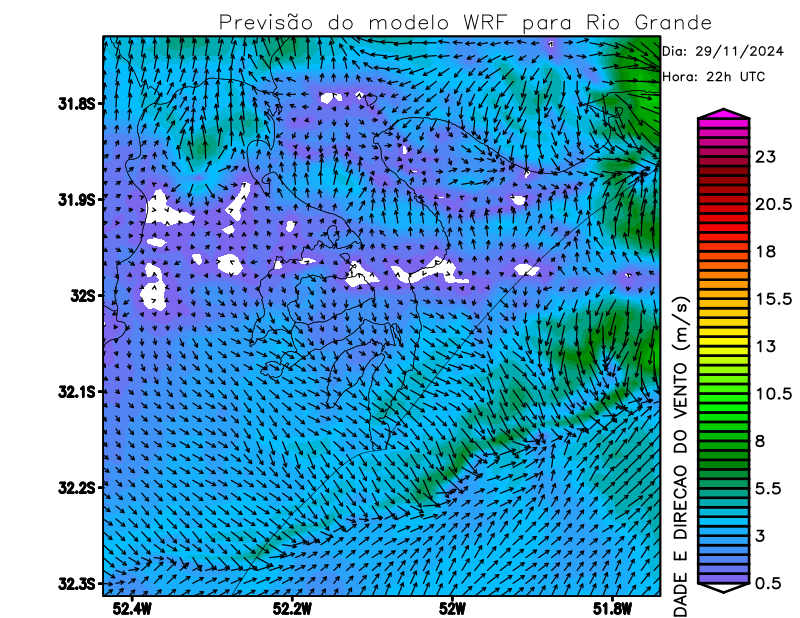 Previsão do modelo WRF para Rio Grande
Dia: 29/11/2024
Hora: 22h UTC
31.8S
31.9S
32S
32.1S
32.2S
32.3S
52.4W
52.2W
52W
51.8W
23
20.5
18
15.5
13
10.5
8
5.5
3
0.5
DADE E DIRECAO DO VENTO (m/s)